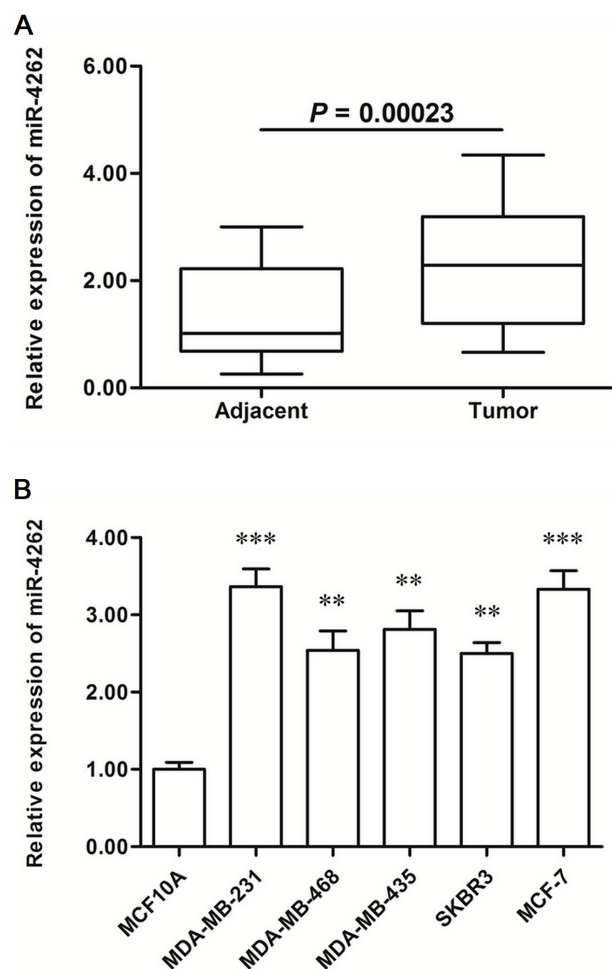 A
Relative expression of miR-4262
6.00
4.00
2.00
0.00
P = 0.00023
Adjacent
Tumor
B
Relative expression of miR-4262
4.00
3.00
2.00
1.00
0.00
***
**
**
**
***
MCF10A
MDA-MB-231
MDA-MB-468
MDA-MB-435
SKBR3
MCF-7